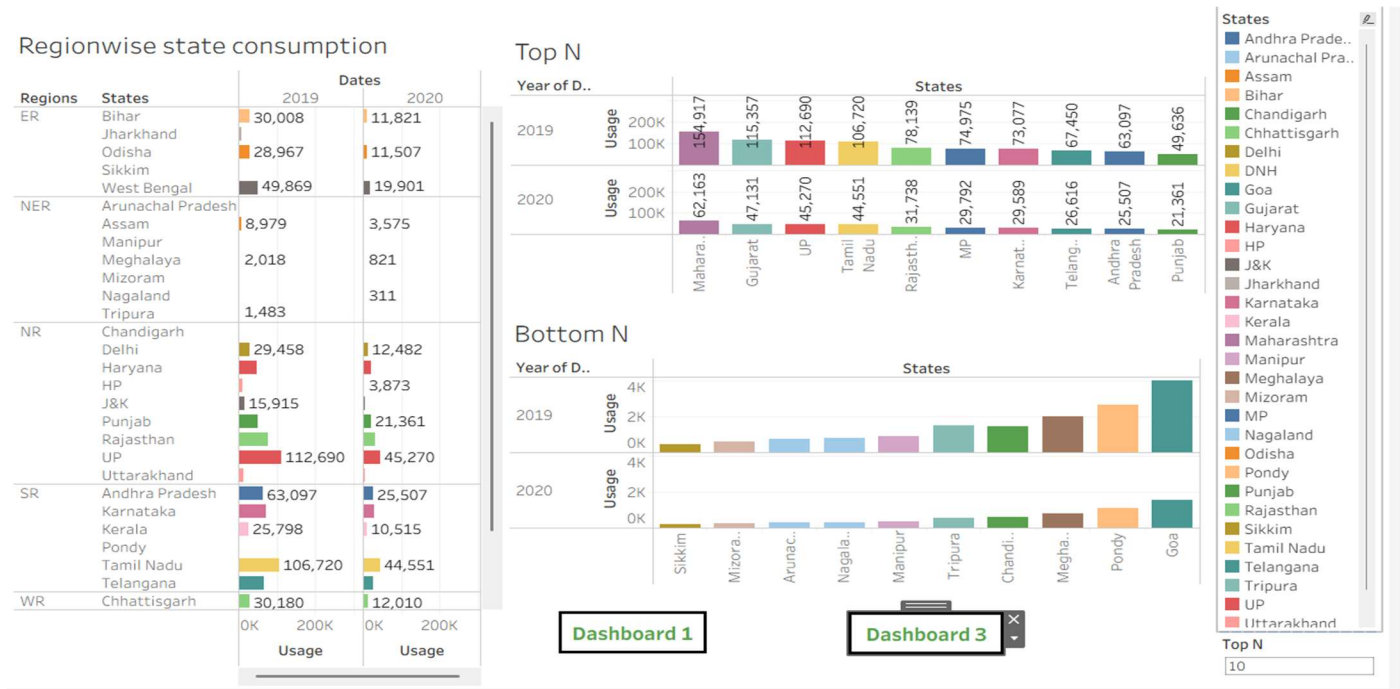 Regionwise state consumption
Dates
Regions States 2019 2020
ER Bihar 30,008 11,821
Jharkhand
Odisha 28,967 11,507
Sikkim
West Bengal 49,869 19,901
NER Arunachal Pradesh
Assam 8,979 3,575
Manipur
Meghalaya 2,018 821
Mizoram
Nagaland 311
Tripura 1,483
NR Chandigarh
Delhi 29,458 12,482
Haryana
HP 3,873
J&K 15,915
Punjab 21,361
Rajasthan
UP 112,690 45,270
Uttarakhand
SR Andhra Pradesh 63,097 25,507
Karnataka
Kerala 25,798 10,515
Pondy
Tamil Nadu 106,720 44,551
Telangana
WR Chhattisgarh 30,180 12,010
0K 200K 0K 200K
Usage Usage
Top N
Year of D.. States
2019 Usage 200K 100K 154,917 115,357 112,690 106,720 78,139 74,975 73,077 67,450 63,097 49,636
2020 Usage 200K 100K 62,163 47,131 45,270 44,551 31,738 29,792 29,589 26,616 25,507 21,361
Mahara.. Gujarat UP Tamil Nadu Rajasth.. MP Karnat.. Telang.. Andhra Pradesh Punjab
Bottom N
Year of D.. States
2019 Usage 4K 2K 0K
2020 Usage 4K 2K 0K
Sikkim Mizora.. Arunac.. Nagala.. Manipur Tripura Chandi.. Megha.. Pondy Goa
Dashboard 1 Dashboard 3
States
Andhra Prade..
Arunachal Pra..
Assam
Bihar
Chandigarh
Chhattisgarh
Delhi
DNH
Goa
Gujarat
Haryana
HP
J&K
Jharkhand
Karnataka
Kerala
Maharashtra
Manipur
Meghalaya
Mizoram
MP
Nagaland
Odisha
Pondy
Punjab
Rajasthan
Sikkim
Tamil Nadu
Telangana
Tripura
UP
Uttarakhand
Top N
10